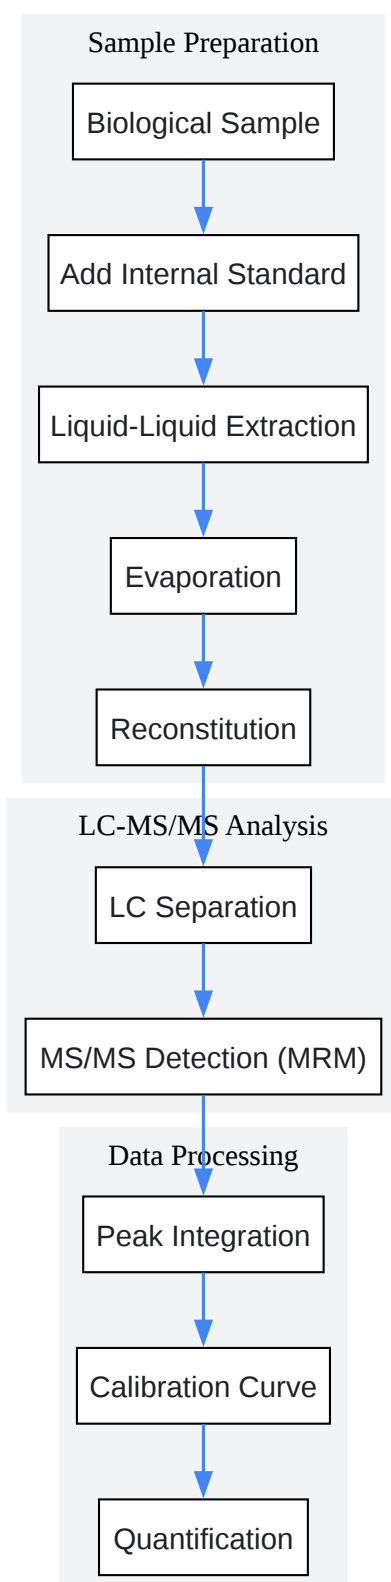 Sample Preparation
Biological Sample
Add Internal Standard
Liquid-Liquid Extraction
Evaporation
Reconstitution
LC-MS/MS Analysis
LC Separation
MS/MS Detection (MRM)
Data Processing
Peak Integration
Calibration Curve
Quantification